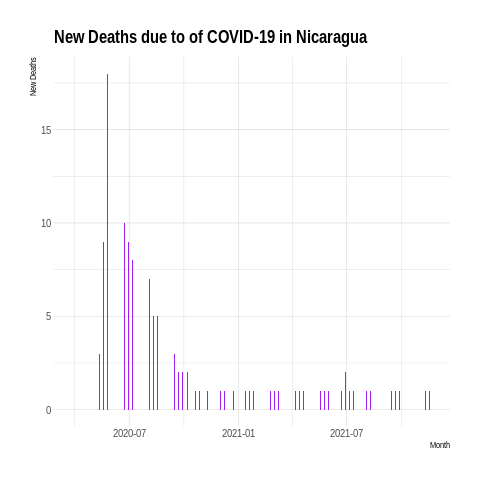 New Deaths due to of COVID-19 in Nicaragua
New Deaths
15
10
5
0
2020-07
2021-01
2021-07
Month